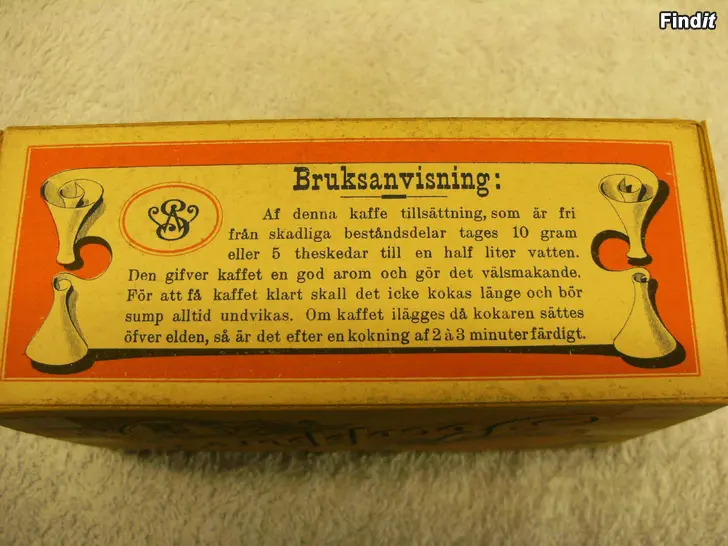 Findit
Bruksanvisning:
Af denna kaffe tillsättning, som är fri
från skadliga beståndsdelar tages 10 gram
eller 5 theskedar till en half liter vatten.
Den gifver kaffet en god arom och gör det välsmakande.
För att få kaffet klart skall det icke kokas länge och bör
sump alltid undvikas. Om kaffet ilägges då kokaren sättes
öfver elden, så är det efter en kokning af 2 à 3 minuter färdigt.